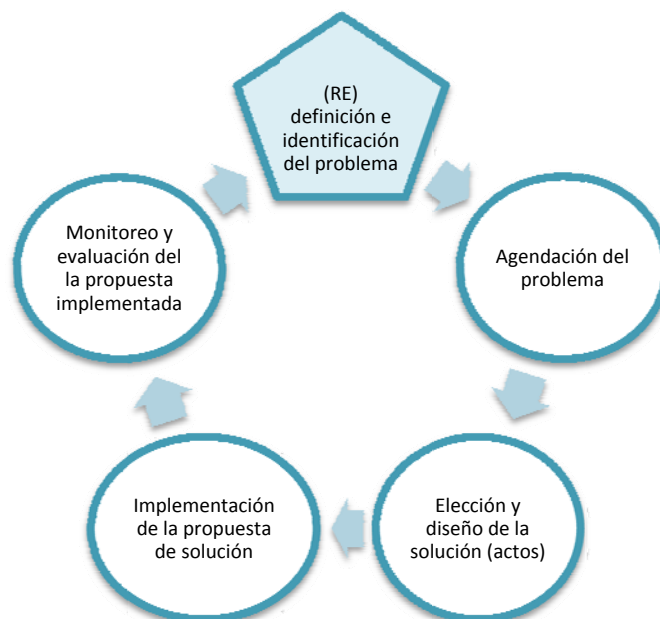 (RE)
definición e
identificación
del problema
Agendación del
problema
Elección y
diseño de la
solución (actos)
Implementación
de la propuesta
de solución
Monitoreo y
evaluación del
la propuesta
implementada